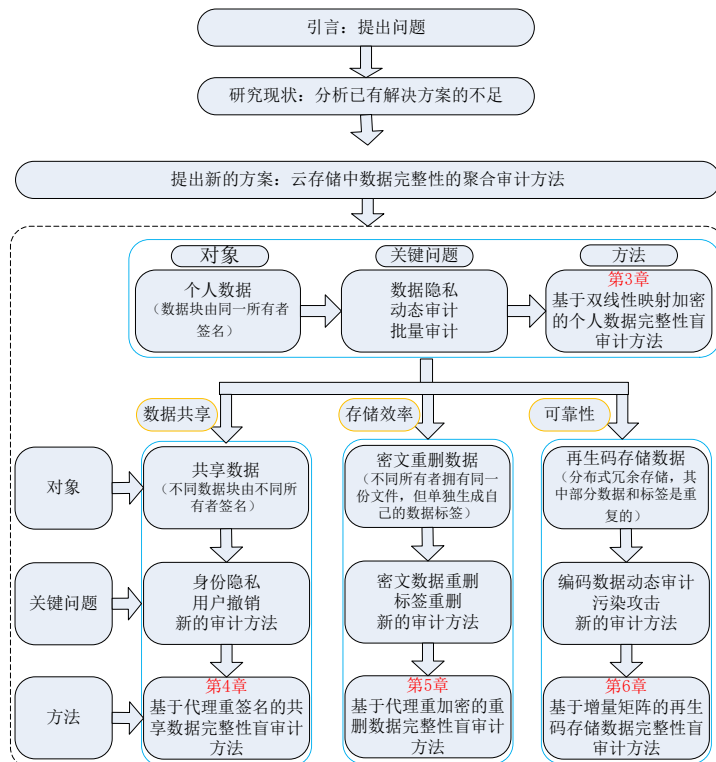 引言：提出问题
研究现状：分析已有解决方案的不足
提出新的方案：云存储中数据完整性的聚合审计方法
对象
关键问题
方法
个人数据
（数据块由同一所有者
签名）
数据隐私
动态审计
批量审计
第3章
基于双线性映射加密
的个人数据完整性盲
审计方法
数据共享
存储效率
可靠性
对象
共享数据
（不同数据块由不同所
有者签名）
密文重删数据
（不同所有者拥有同一
份文件，但单独生成自
己的数据标签）
再生码存储数据
（分布式冗余存储，其
中部分数据和标签是重
复的）
关键问题
身份隐私
用户撤销
新的审计方法
密文数据重删
标签重删
新的审计方法
编码数据动态审计
污染攻击
新的审计方法
方法
第4章
基于代理重签名的共
享数据完整性盲审计
方法
第5章
基于代理重加密的重
删数据完整性盲审计
方法
第6章
基于增量矩阵的再生
码存储数据完整性盲
审计方法